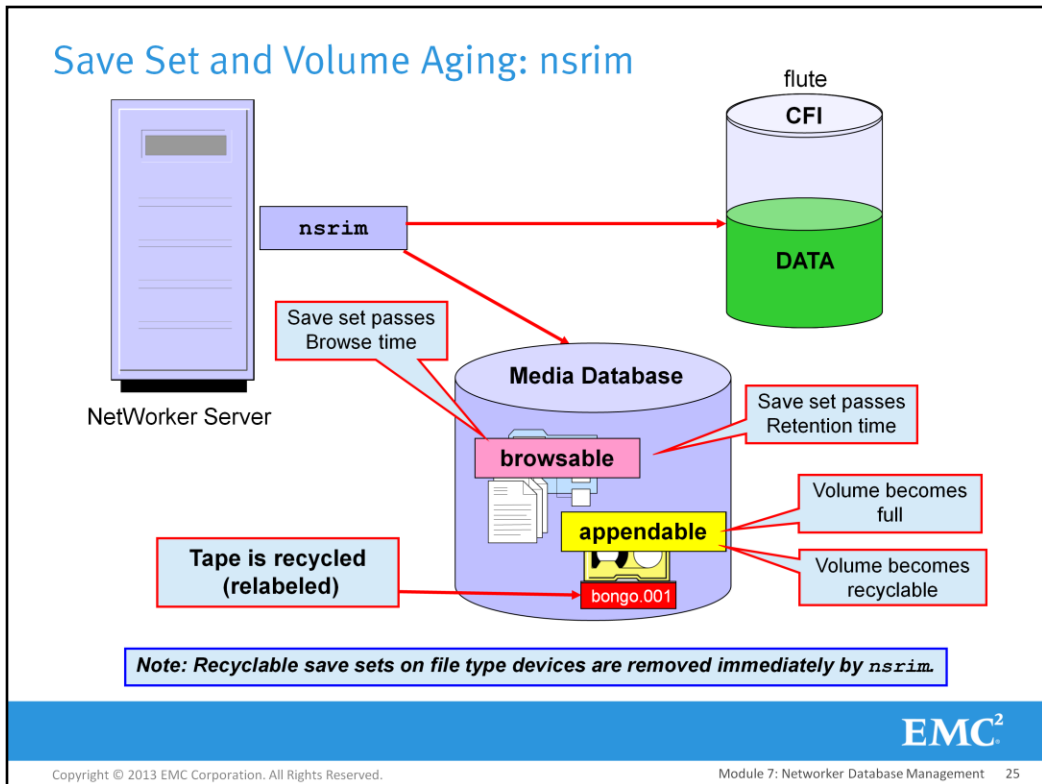 Save Set and Volume Aging: nsrim
flute
CFI
DATA
nsrim
NetWorker Server
Save set passes
Browse time
Media Database
Save set passes
Retention time
browsable
Volume becomes
full
appendable
Tape is recycled
(relabeled)
Volume becomes
recyclable
bongo.001
Note: Recyclable save sets on file type devices are removed immediately by nsrim.
EMC²
Copyright © 2013 EMC Corporation. All Rights Reserved.
Module 7: Networker Database Management 25